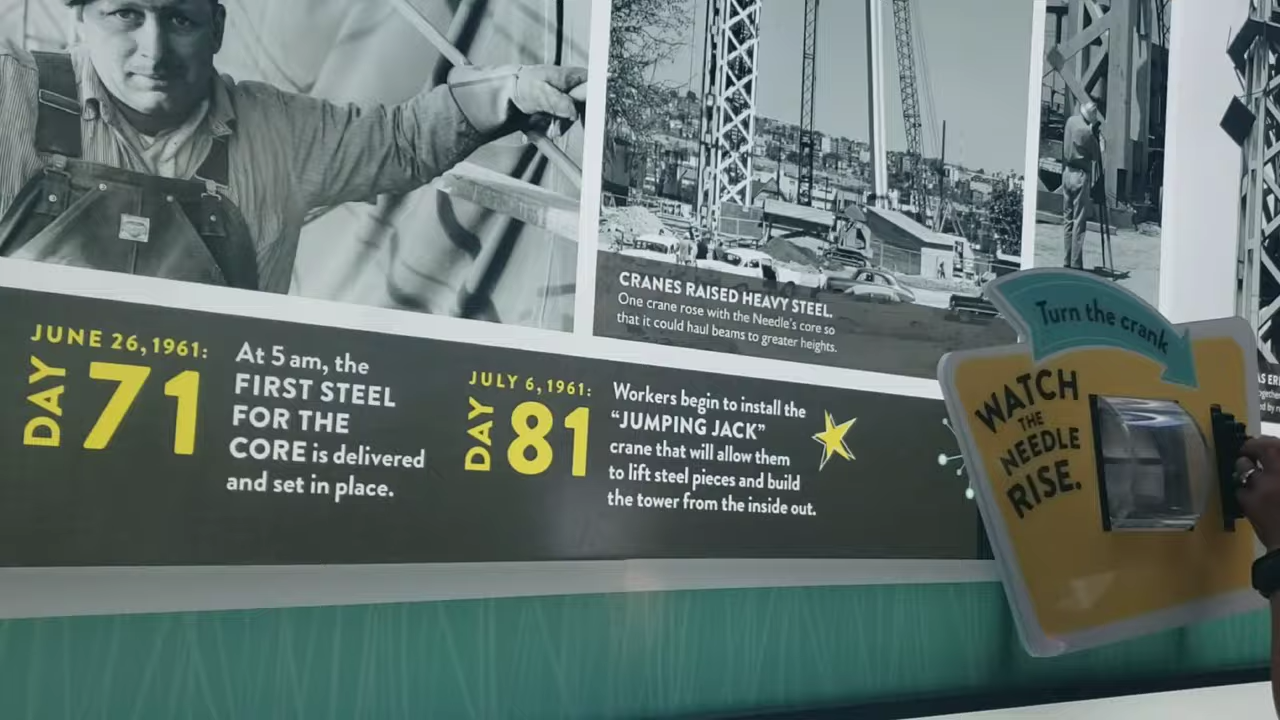 CRANES RAISED HEAVY STEEL.
One crane rose with the Needle's core so
that it could haul beams to greater heights.
JUNE 26, 1961:
DAY 71
At 5 am, the
FIRST STEEL
FOR THE
CORE is delivered
and set in place.
JULY 6, 1961:
DAY 81
Workers begin to install the
"JUMPING JACK"
crane that will allow them
to lift steel pieces and build
the tower from the inside out.
Turn the crank
WATCH
THE
NEEDLE
RISE.